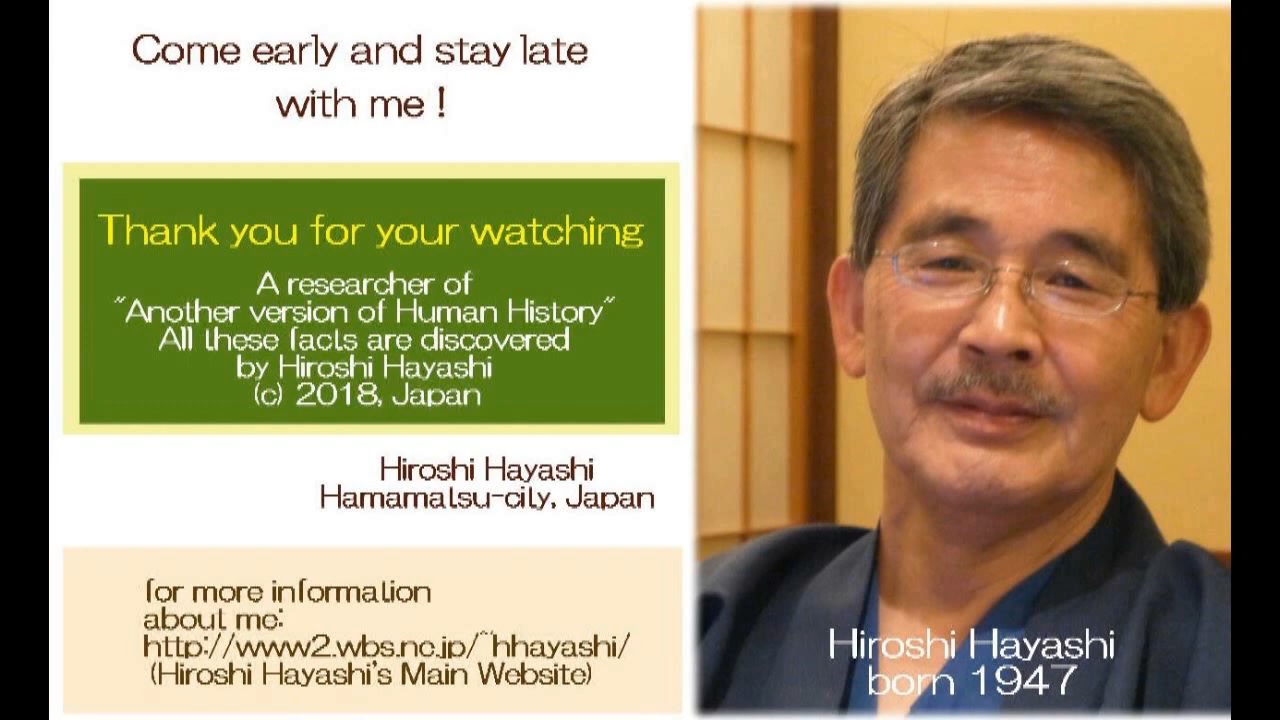 Come early and stay late
with me !
Thank you for your watching
A researcher of
"Another version of Human History"
All these facts are discovered
by Hiroshi Hayashi
(c) 2018, Japan
Hiroshi Hayashi
Hamamatsu-city, Japan
for more information
about me:
http://www2.wbs.ne.jp/~hhayashi/
(Hiroshi Hayashi's Main Website)
Hiroshi Hayashi
born 1947